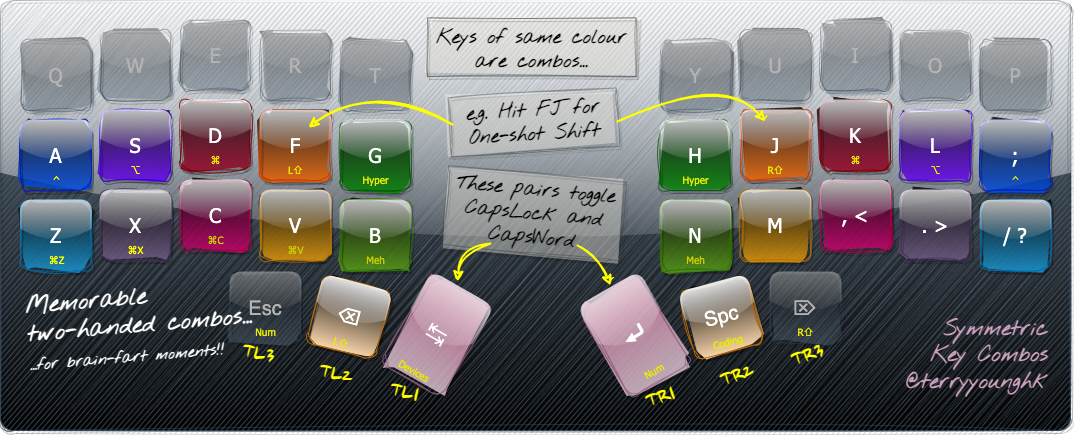 Keys of same colour
are combos...
Q W E R T
Y U I O P
eg. Hit FJ for
One-shot Shift
A S D F G
^ ⌥ ⌘ L⇧ Hyper
H J K L ;
Hyper R⇧ ⌘ ⌥ ^
These pairs toggle
CapsLock and
CapsWord
Z X C V B
⌘Z ⌘X ⌘C ⌘V Meh
N M , < . > / ?
Meh
Memorable
two-handed combos...
...for brain-fart moments!!
Esc ⌫ ↹
Num L⇧ Devices
TL3 TL2 TL1
⏎ Spc ⌦
Num Coding R⇧
TR1 TR2 TR3
Symmetric
Key Combos
@terryyounghk